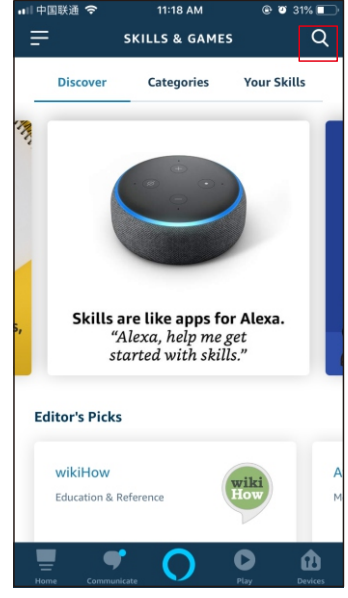 中国联通
11:18 AM
31%
SKILLS & GAMES
Discover
Categories
Your Skills
s,
Skills are like apps for Alexa.
“Alexa, help me get
started with skills.”
Editor's Picks
wikiHow
Education & Reference
wiki
How
A
M
Home
Communicate
Play
Devices